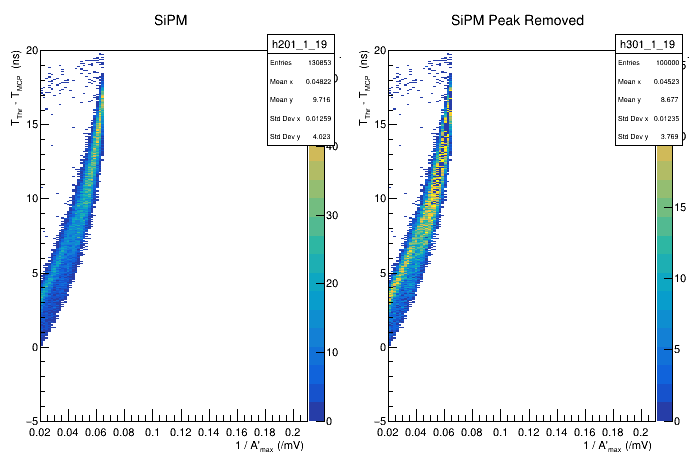 SiPM
SiPM Peak Removed
h201_1_19
Entries 130853
Mean x 0.04822
Mean y 9.716
Std Dev x 0.01259
Std Dev y 4.023
h301_1_19
Entries 100000
Mean x 0.04523
Mean y 8.677
Std Dev x 0.01235
Std Dev y 3.769
T_Thr - T_MCP (ns)
20
15
10
5
0
−5
0.02 0.04 0.06 0.08 0.1 0.12 0.14 0.16 0.18 0.2
1 / A'_max (/mV)
30
20
10
0
T_Thr - T_MCP (ns)
20
15
10
5
0
−5
0.02 0.04 0.06 0.08 0.1 0.12 0.14 0.16 0.18 0.2
1 / A'_max (/mV)
15
10
5
0